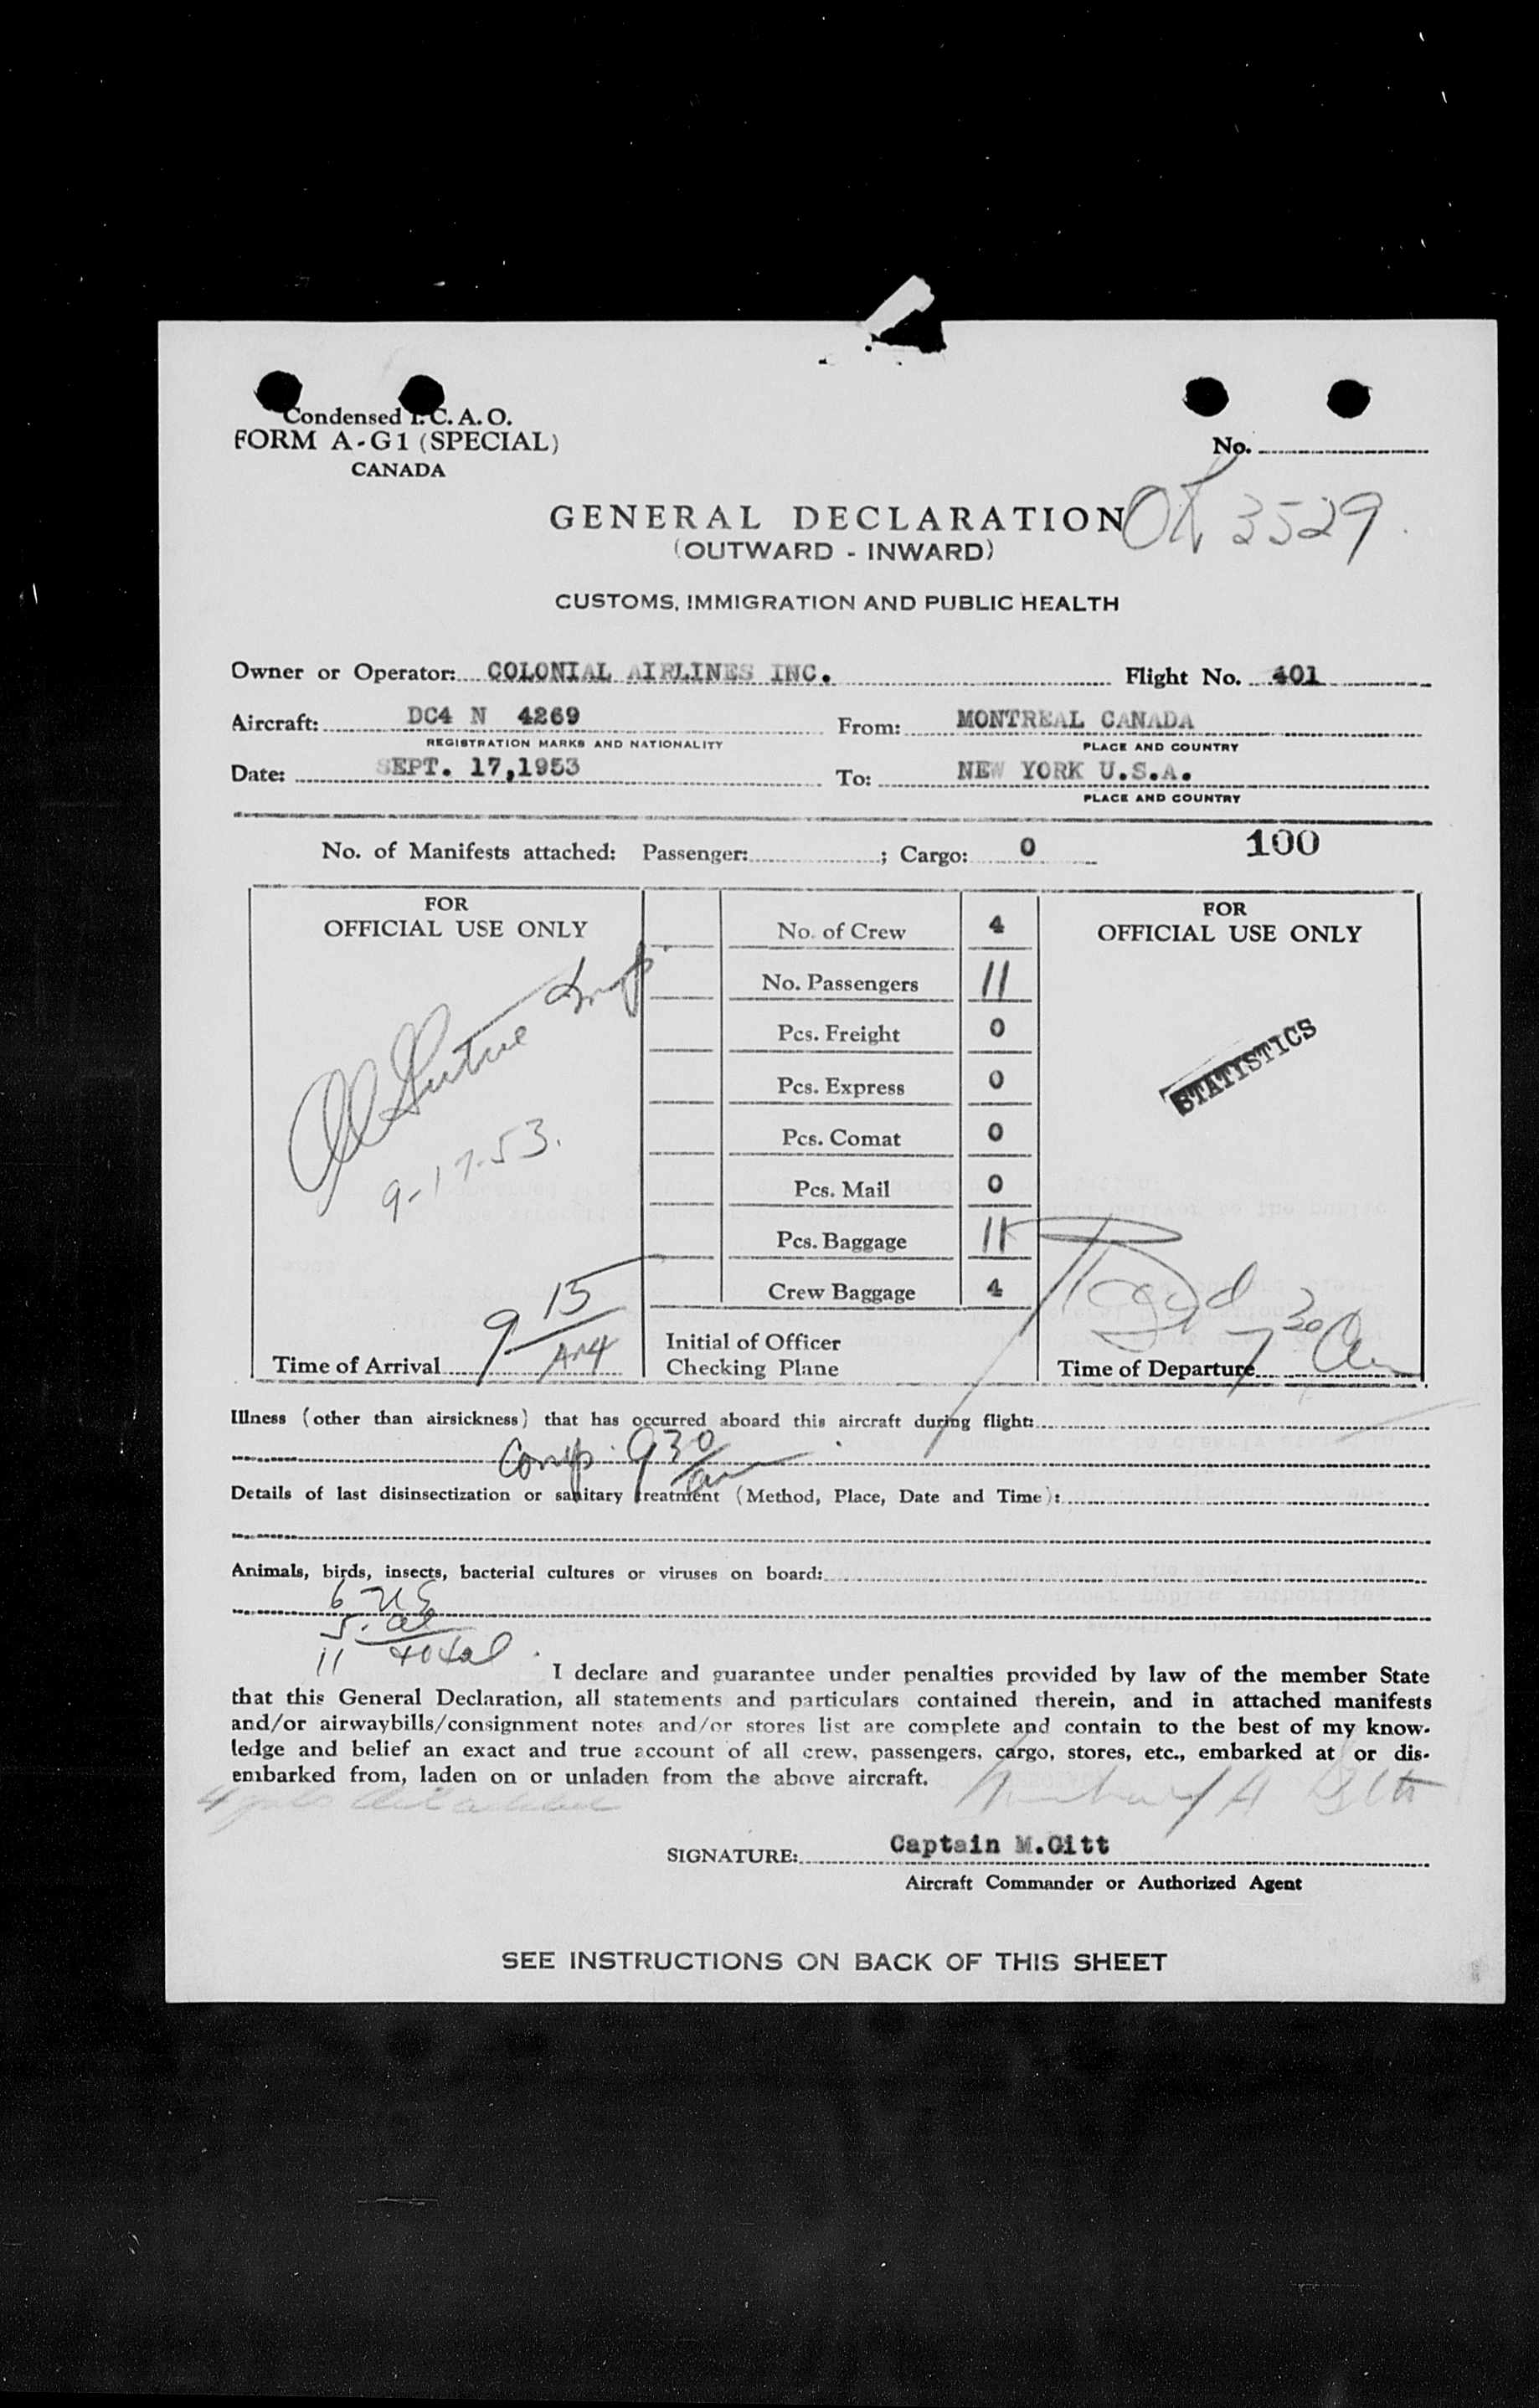 Condensed I.C.A.O.
FORM A-G1 (SPECIAL)
CANADA
No.
GENERAL DECLARATION
OK 3529
(OUTWARD - INWARD)
CUSTOMS, IMMIGRATION AND PUBLIC HEALTH
Owner or Operator: COLONIAL AIRLINES INC. Flight No. 401
Aircraft: DC4 N 4269 From: MONTREAL CANADA
REGISTRATION MARKS AND NATIONALITY PLACE AND COUNTRY
Date: SEPT. 17,1953 To: NEW YORK U.S.A.
PLACE AND COUNTRY
No. of Manifests attached: Passenger: ; Cargo: 0 100
FOR
OFFICIAL USE ONLY
9-17-53.
9 15
AM
Time of Arrival
No. of Crew 4
No. Passengers 11
Pcs. Freight 0
Pcs. Express 0
Pcs. Comat 0
Pcs. Mail 0
Pcs. Baggage 11
Crew Baggage 4
Initial of Officer
Checking Plane
FOR
OFFICIAL USE ONLY
STATISTICS
7 30
Time of Departure
Illness (other than airsickness) that has occurred aboard this aircraft during flight:
Comp. 930
am
Details of last disinsectization or sanitary treatment (Method, Place, Date and Time):
Animals, birds, insects, bacterial cultures or viruses on board:
6 US
5. al
11 total
I declare and guarantee under penalties provided by law of the member State
that this General Declaration, all statements and particulars contained therein, and in attached manifests
and/or airwaybills/consignment notes and/or stores list are complete and contain to the best of my know-
ledge and belief an exact and true account of all crew, passengers, cargo, stores, etc., embarked at or dis-
embarked from, laden on or unladen from the above aircraft.
SIGNATURE: Captain M.Gitt
Aircraft Commander or Authorized Agent
SEE INSTRUCTIONS ON BACK OF THIS SHEET